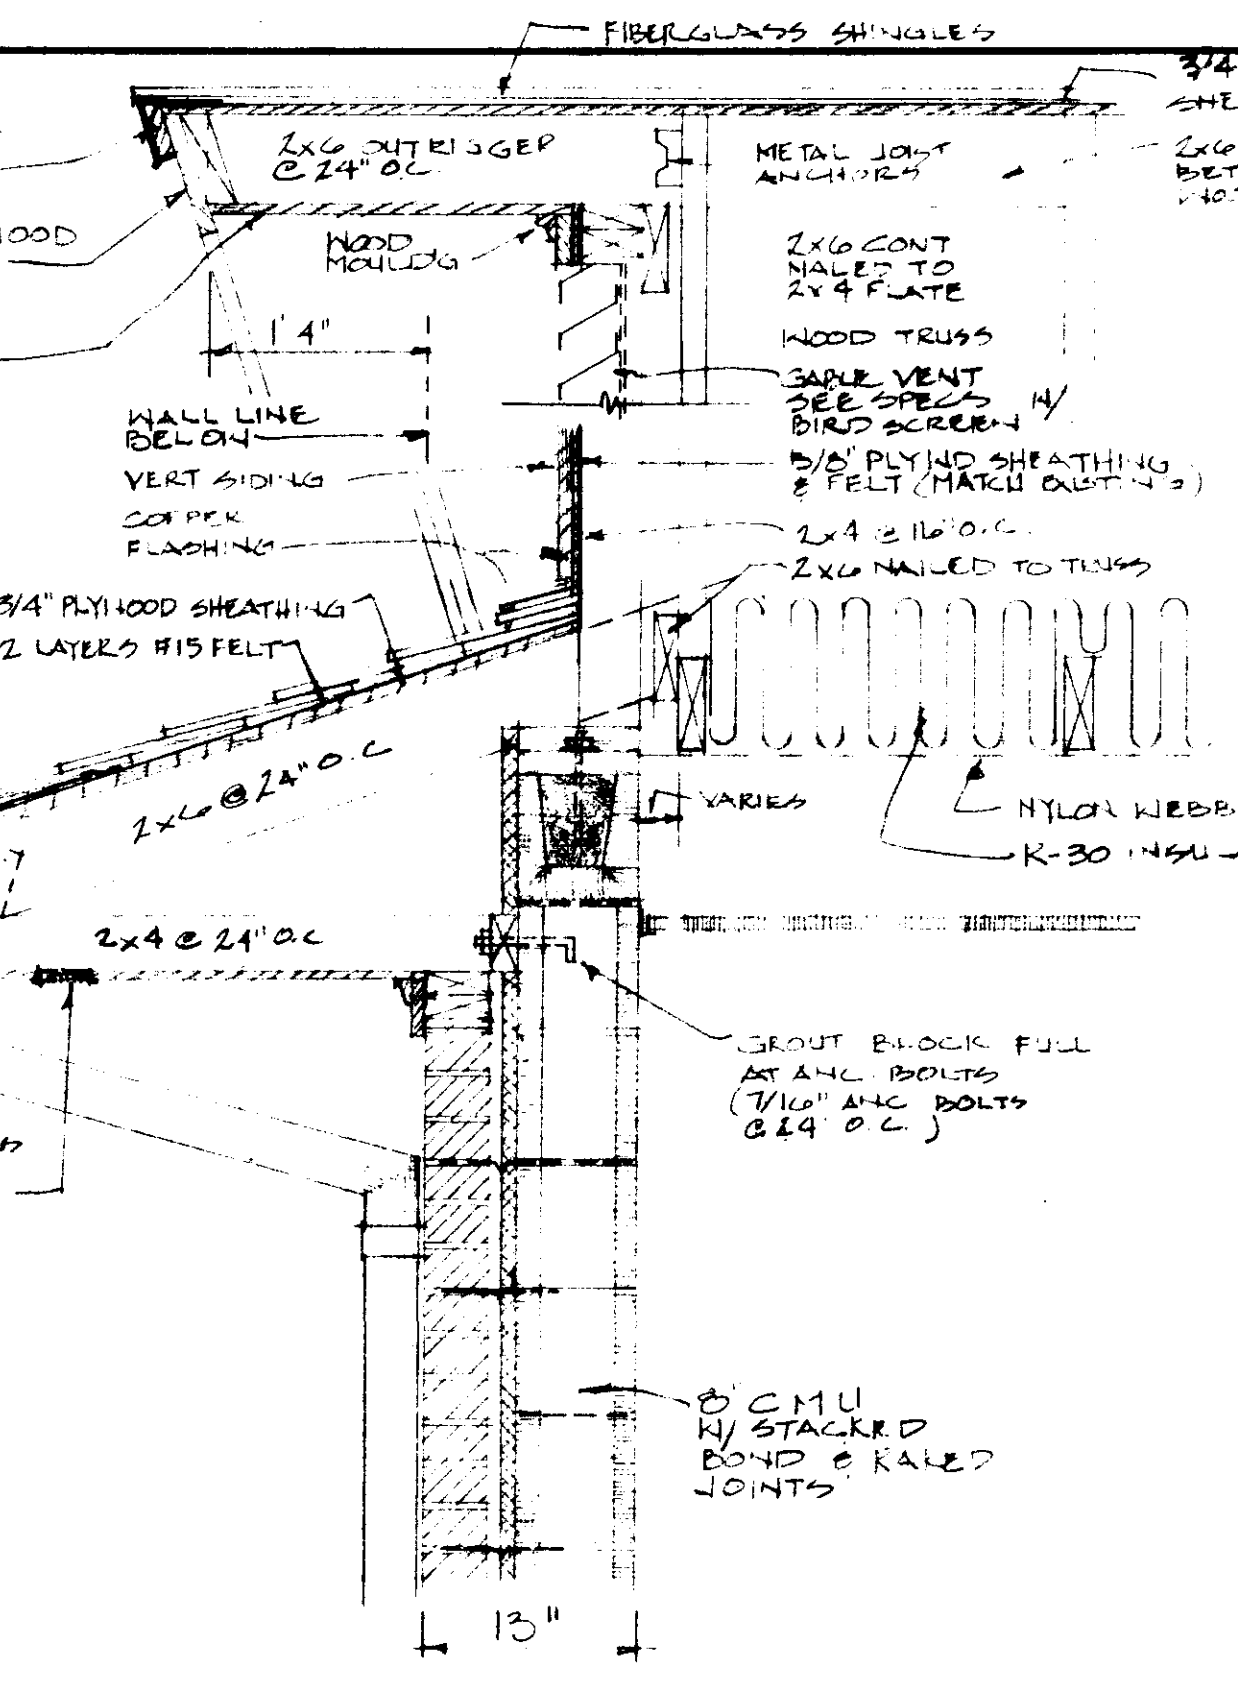 FIBERGLASS SHINGLES
3/4
SHE
2x6 OUTRIGGER
@ 24" O.C.
METAL JOIST
ANCHORS
2x6
BET
WOOD
MOULD'G
2x6 CONT
NAILED TO
2x4 PLATE
1'4"
WOOD TRUSS
GABLE VENT
SEE SPECS W/
BIRD SCREEN
WALL LINE
BELOW
5/8" PLYWD SHEATHING
& FELT (MATCH EXISTING)
VERT SIDING
COPPER
FLASHING
2x4 @ 16" O.C.
2x6 NAILED TO TRUSS
3/4" PLYWOOD SHEATHING
2 LAYERS #15 FELT
2x6 @ 24" O.C
VARIES
NYLON WEBB
R-30 INSU
2x4 @ 24" O.C
GROUT BLOCK FULL
AT ANC. BOLTS
(7/16" ANC BOLTS
@ 24" O.C.)
8" CMU
W/ STACKED
BOND & RAKED
JOINTS
13"